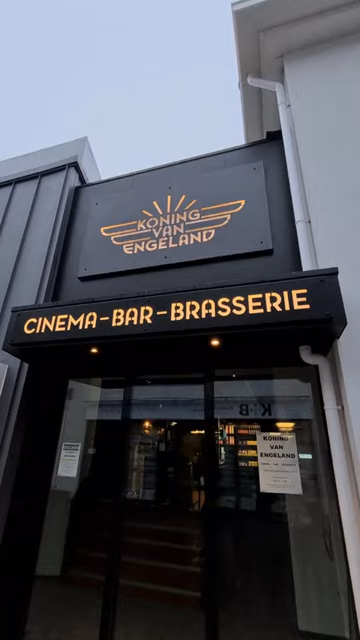 KONING
VAN
ENGELAND
CINEMA-BAR-BRASSERIE
KONING
VAN
ENGELAND